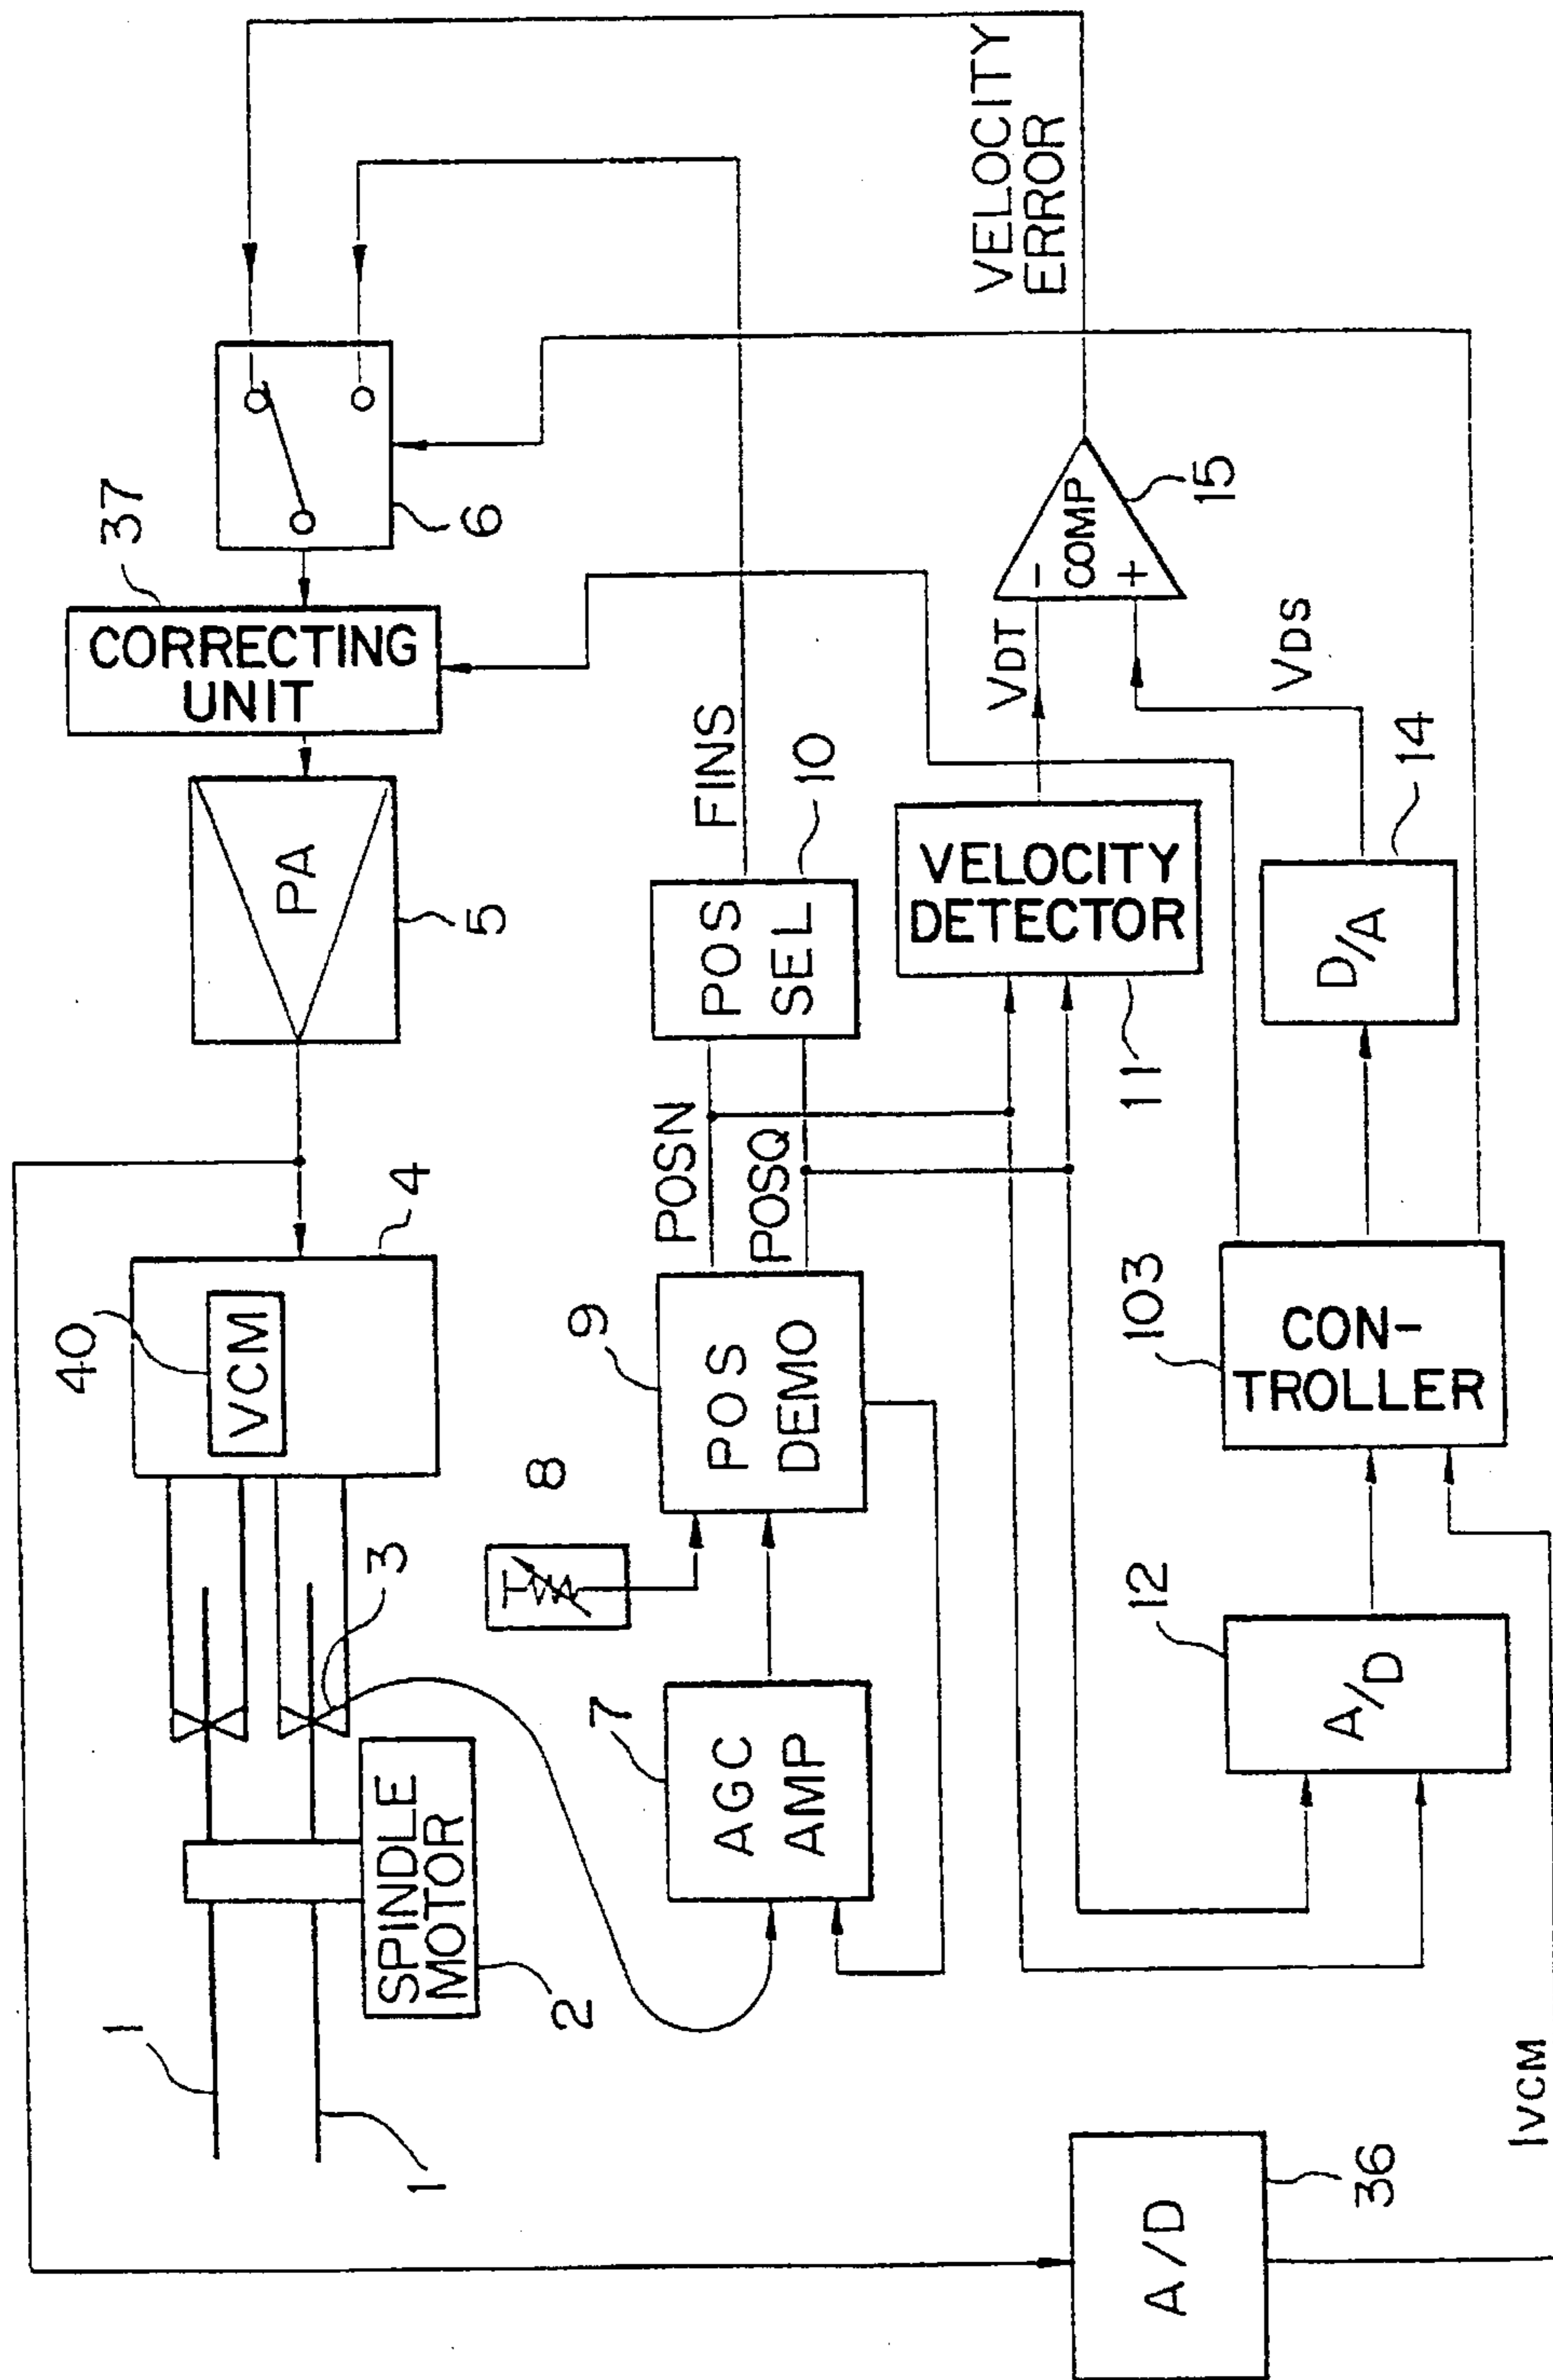 1
1
SPINDLE
MOTOR
2
3
40
VCM
4
PA
5
37
CORRECTING
UNIT
6
8
7
AGC
AMP
9
POS
DEMO
POSN
POSQ
POS
SEL
10
FINS
VELOCITY
DETECTOR
11
VDT
VDS
-
COMP
+
15
VELOCITY
ERROR
12
A/D
103
CON-
TROLLER
D/A
14
A/D
36
IVCM